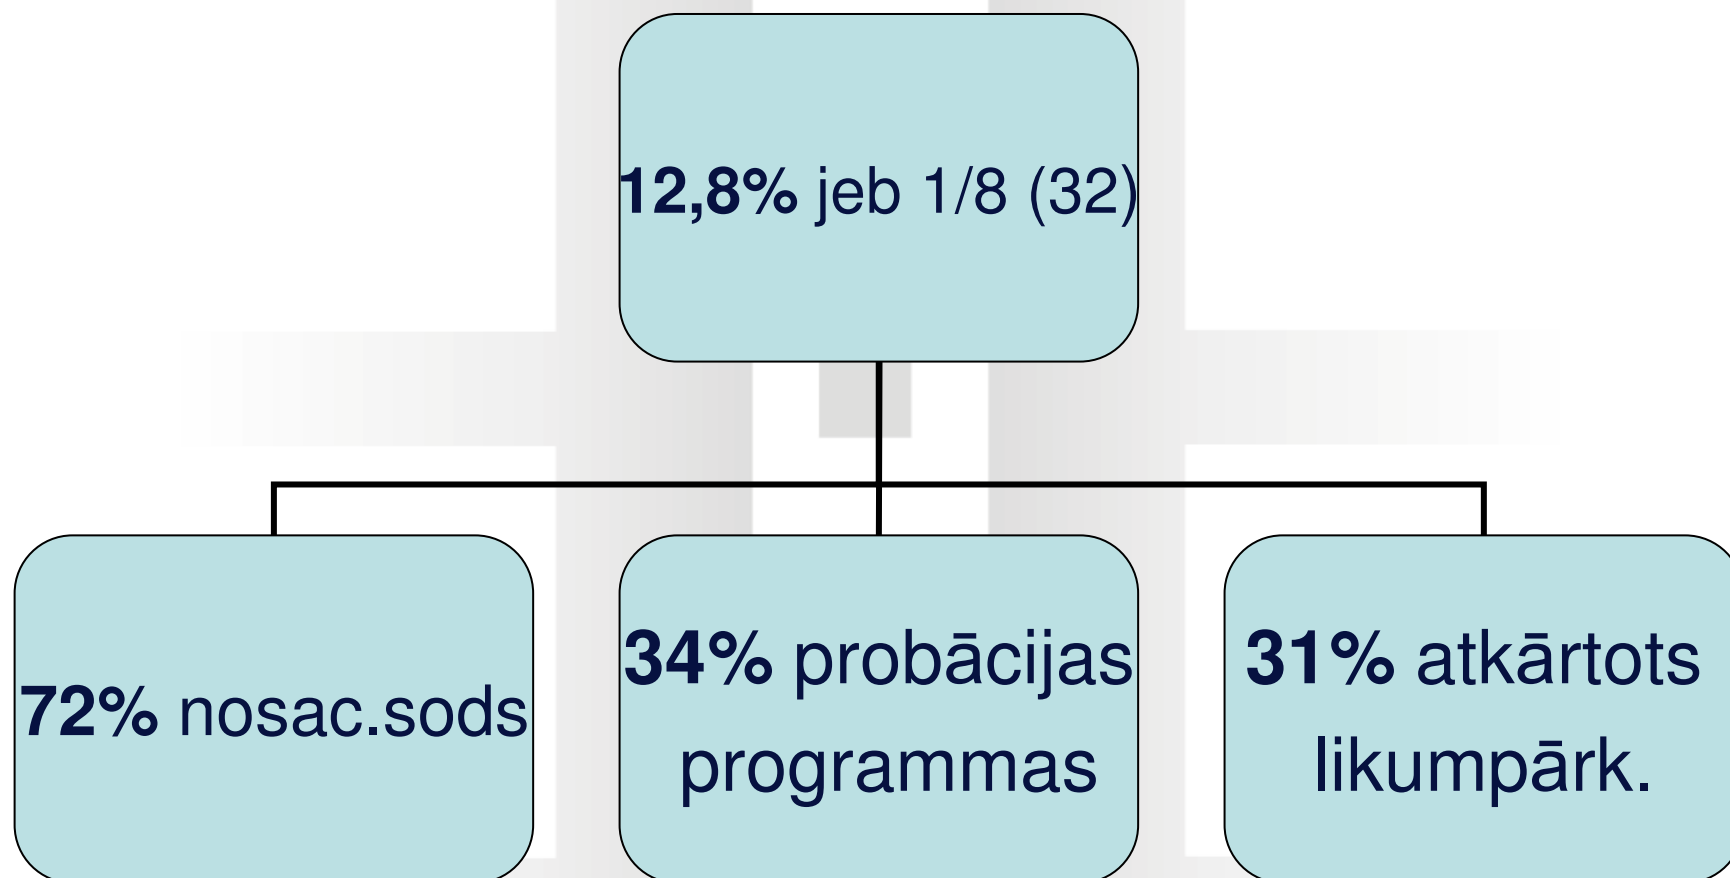 12,8% jeb 1/8 (32)
72% nosac.sods
34% probācijas
programmas
31% atkārtots
likumpārk.